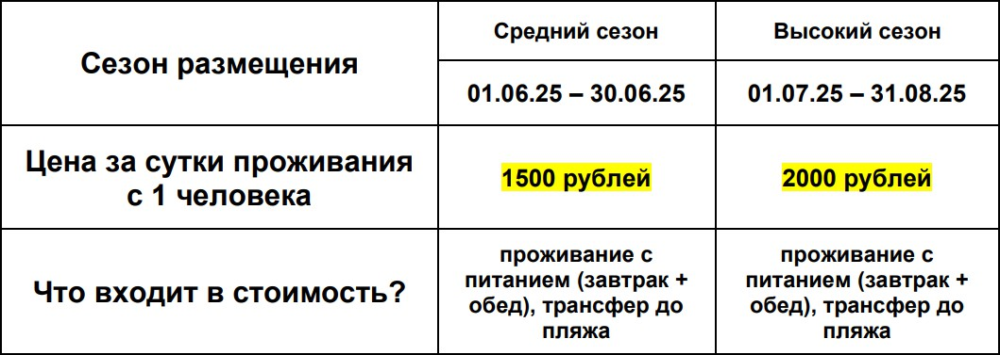 Сезон размещения
Средний сезон
Высокий сезон
01.06.25 – 30.06.25
01.07.25 – 31.08.25
Цена за сутки проживания
с 1 человека
1500 рублей
2000 рублей
Что входит в стоимость?
проживание с
питанием (завтрак +
обед), трансфер до
пляжа
проживание с
питанием (завтрак +
обед), трансфер до
пляжа